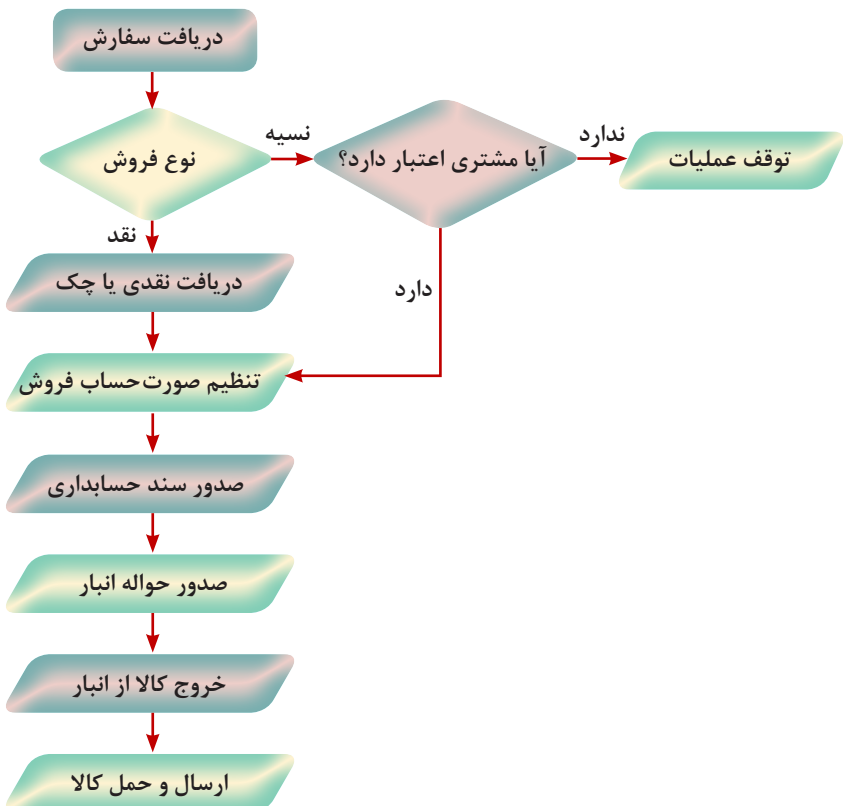 دریافت سفارش
نوع فروش
نسیه
آیا مشتری اعتبار دارد؟
ندارد
توقف عملیات
نقد
دارد
دریافت نقدی یا چک
تنظیم صورت‌حساب فروش
صدور سند حسابداری
صدور حواله انبار
خروج کالا از انبار
ارسال و حمل کالا